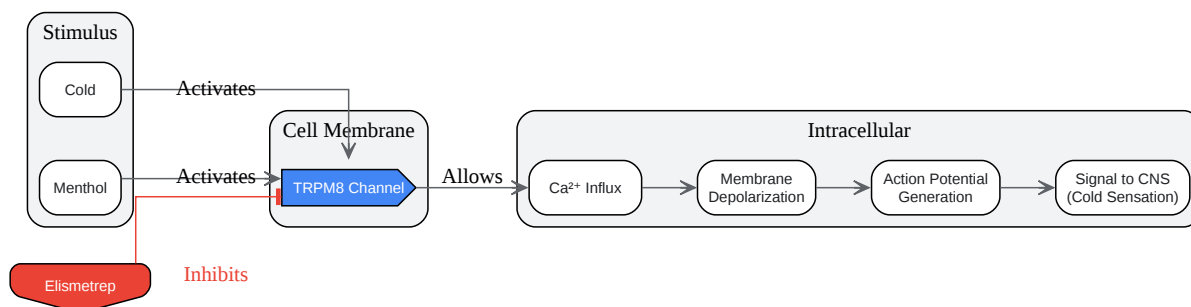 Stimulus
Cold
Activates
Menthol
Activates
Cell Membrane
TRPM8 Channel
Allows
Intracellular
Ca²⁺ Influx
Membrane
Depolarization
Action Potential
Generation
Signal to CNS
(Cold Sensation)
Elismetrep
Inhibits